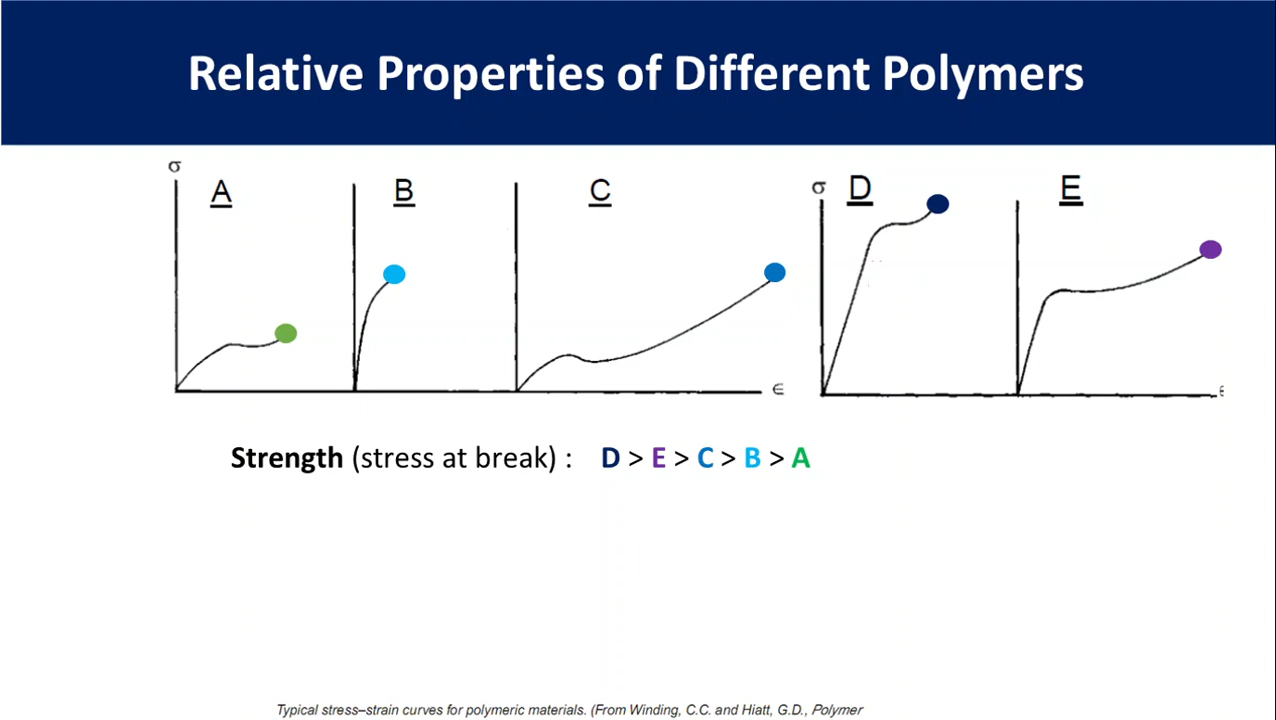 Relative Properties of Different Polymers
σ
A
B
C
ϵ
σ
D
E
ϵ
Strength (stress at break) : D > E > C > B > A
Typical stress–strain curves for polymeric materials. (From Winding, C.C. and Hiatt, G.D., Polymer